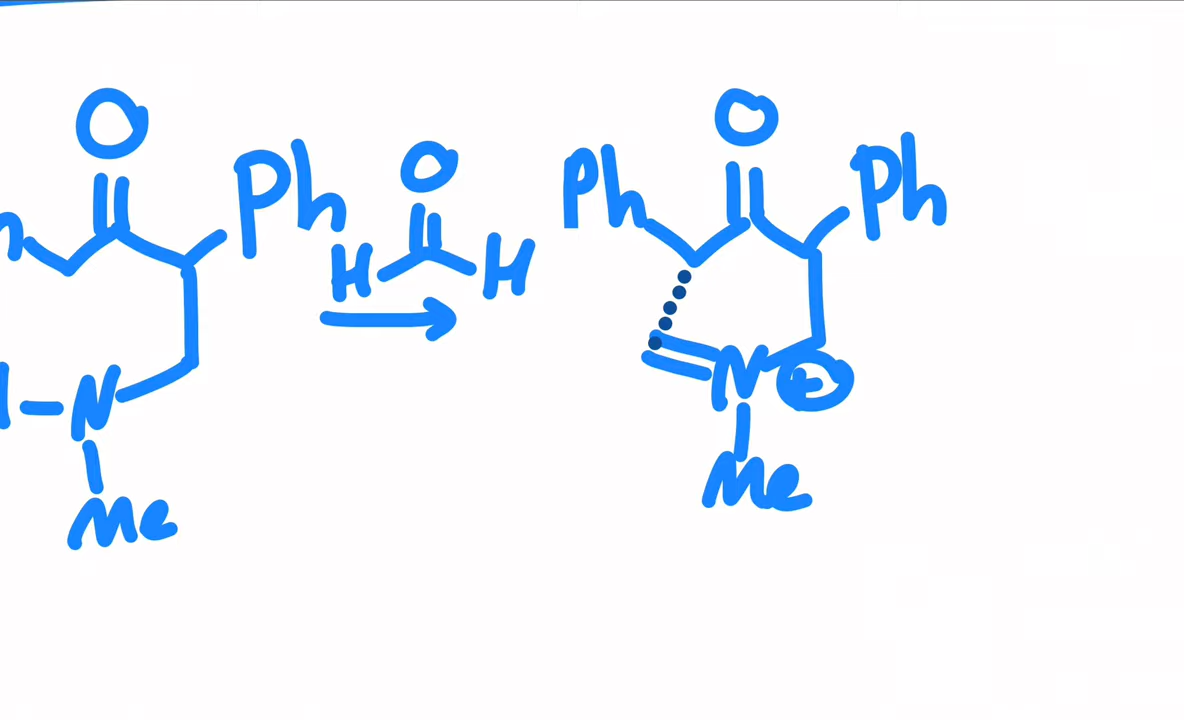 O O O
Ph Ph Ph
H H
N N ⊕
Me Me